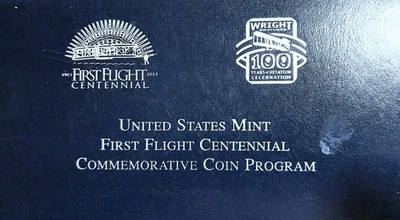 1903 2003
FIRST FLIGHT
CENTENNIAL
WRIGHT
100
YEARS OF AVIATION
CELEBRATION
UNITED STATES MINT
FIRST FLIGHT CENTENNIAL
COMMEMORATIVE COIN PROGRAM